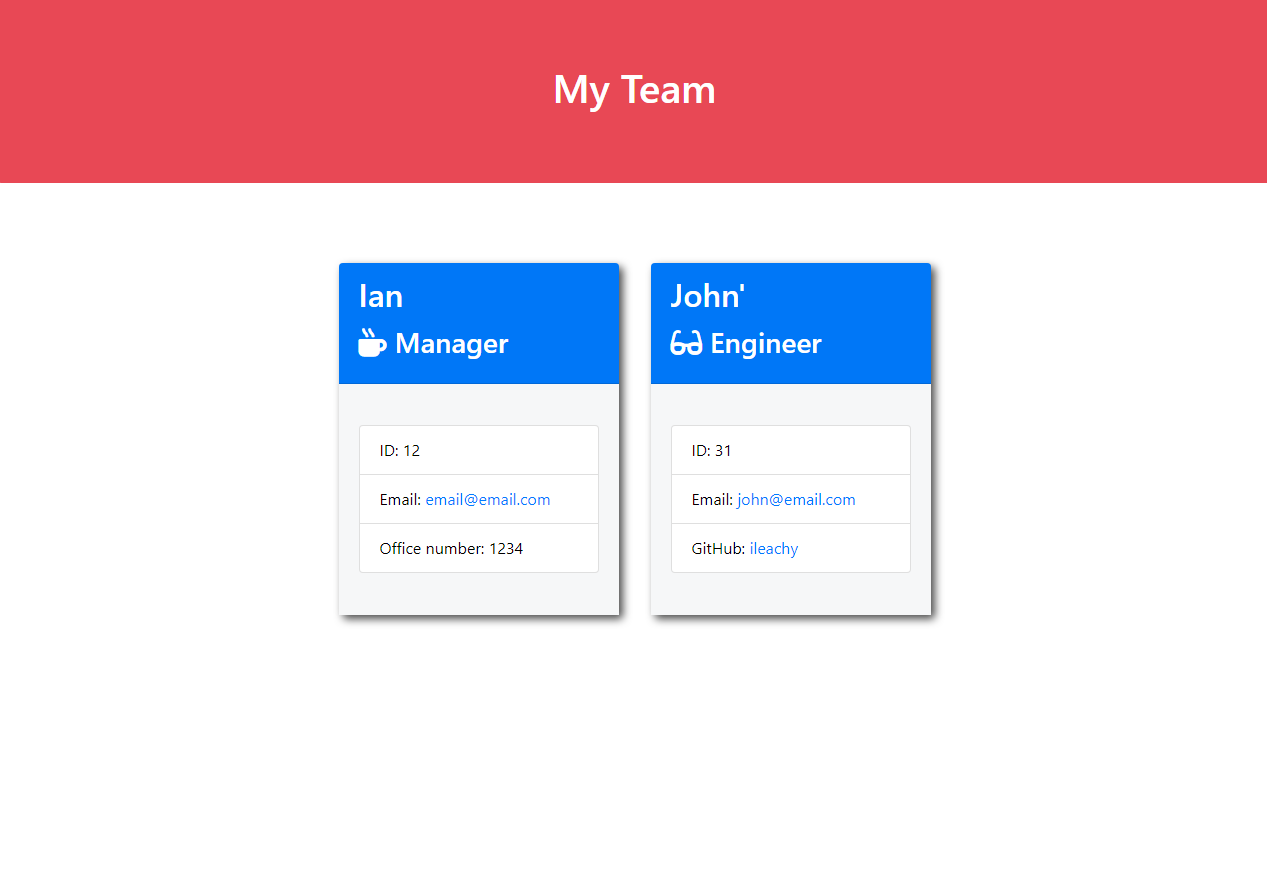 My Team
Ian
Manager
ID: 12
Email: email@email.com
Office number: 1234
John'
Engineer
ID: 31
Email: john@email.com
GitHub: ileachy